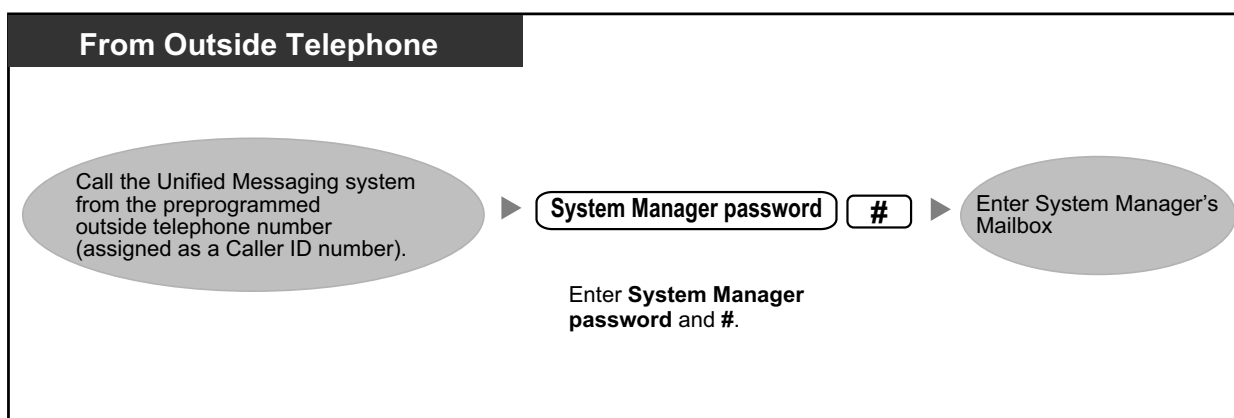 From Outside Telephone
Call the Unified Messaging system
from the preprogrammed
outside telephone number
(assigned as a Caller ID number).
System Manager password
#
Enter System Manager’s
Mailbox
Enter System Manager
password and #.